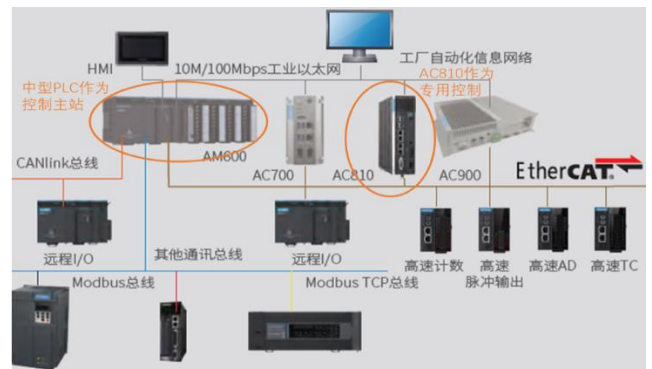 HMI
10M/100Mbps工业以太网
工厂自动化信息网络
中型PLC作为
控制主站
AC810作为
专用控制
AM600
AC700
AC810
AC900
CANlink总线
EtherCAT
远程I/O
其他通讯总线
远程I/O
高速计数
高速
脉冲输出
高速AD
高速TC
Modbus总线
Modbus TCP总线